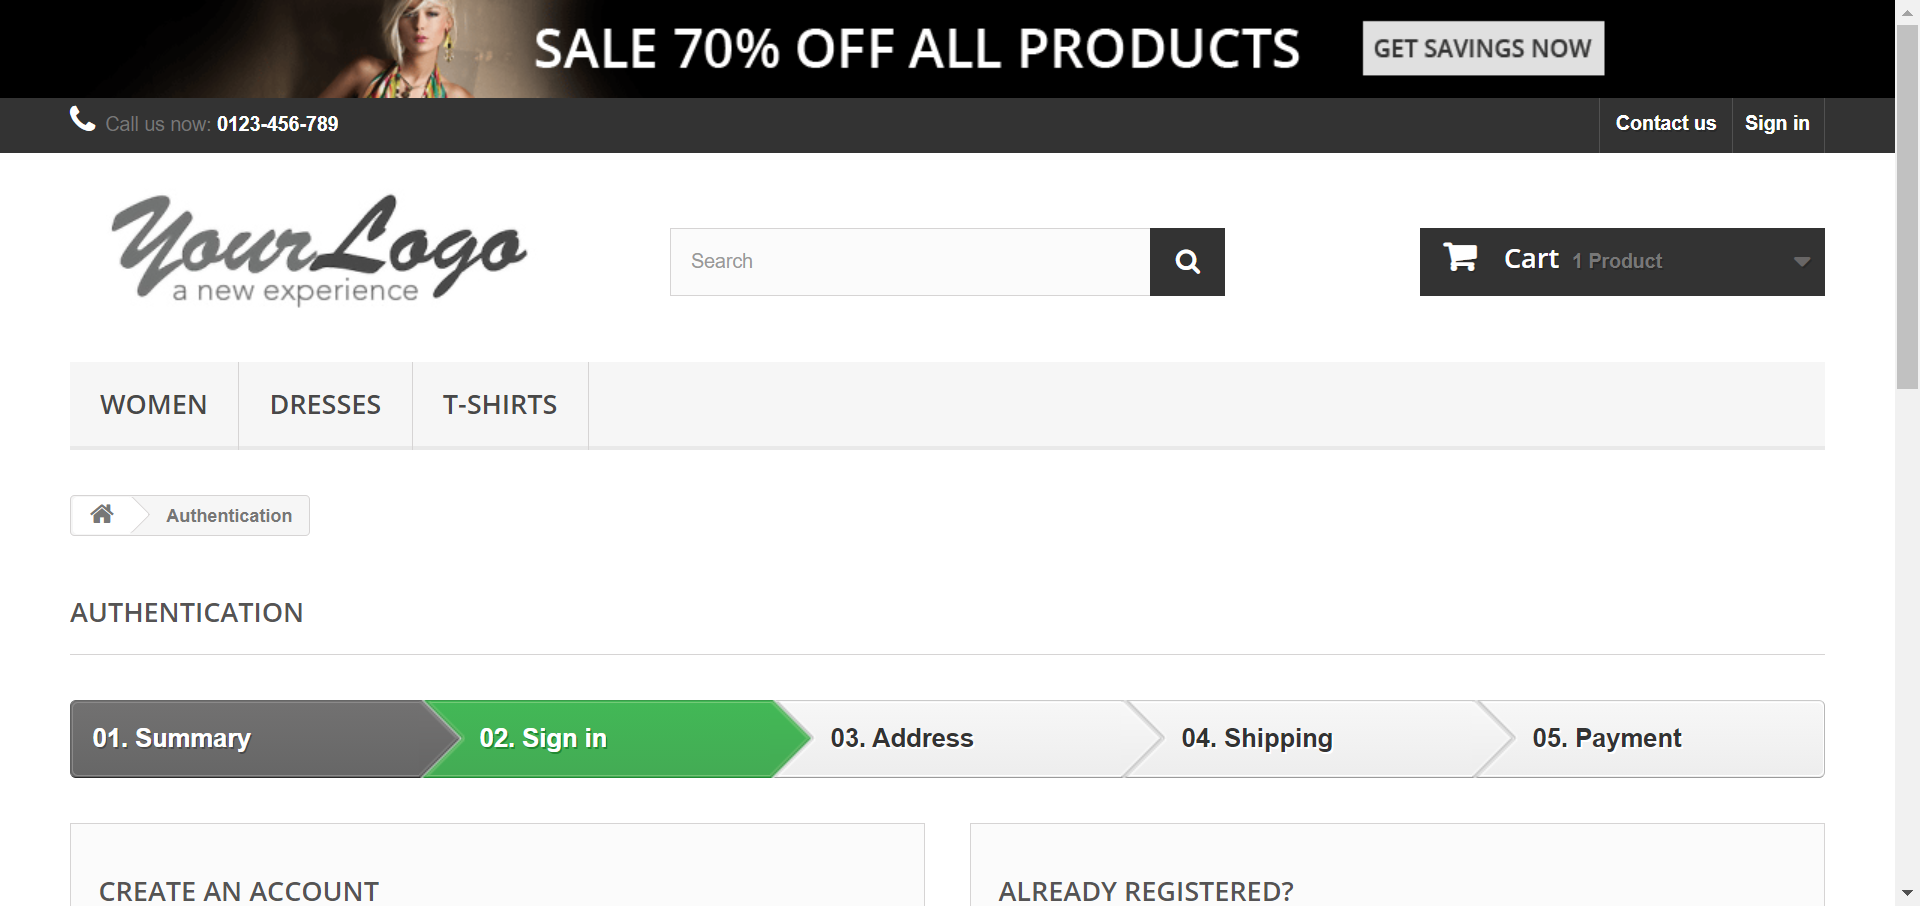 SALE 70% OFF ALL PRODUCTS GET SAVINGS NOW
Call us now: 0123-456-789 Contact us Sign in
Your Logo
a new experience
Search
Cart 1 Product
WOMEN DRESSES T-SHIRTS
Authentication
AUTHENTICATION
01. Summary 02. Sign in 03. Address 04. Shipping 05. Payment
CREATE AN ACCOUNT ALREADY REGISTERED?